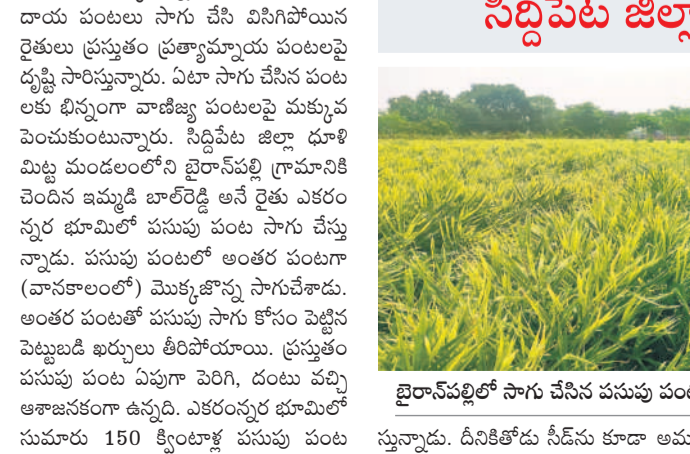 దాయ పంటలు సాగు చేసి విసిగిపోయిన
రైతులు ప్రస్తుతం ప్రత్యామ్నాయ పంటలపై
దృష్టి సారిస్తున్నారు. ఏటా సాగు చేసిన పంట
లకు భిన్నంగా వాణిజ్య పంటలపై మక్కువ
పెంచుకుంటున్నారు. సిద్దిపేట జిల్లా ధూళి
మిట్ట మండలంలోని బైరాన్‌పల్లి గ్రామానికి
చెందిన ఇమ్మడి బాల్‌రెడ్డి అనే రైతు ఎకరం
న్నర భూమిలో పసుపు పంట సాగు చేస్తు
న్నాడు. పసుపు పంటలో అంతర పంటగా
(వానకాలంలో) మొక్కజొన్న సాగుచేశాడు.
అంతర పంటతో పసుపు సాగు కోసం పెట్టిన
పెట్టుబడి ఖర్చులు తీరిపోయాయి. ప్రస్తుతం
పసుపు పంట ఏపుగా పెరిగి, దంటు వచ్చి
ఆశాజనకంగా ఉన్నది. ఎకరంన్నర భూమిలో
సుమారు 150 క్వింటాళ్ల పసుపు పంట
సిద్దిపేట జిల్లా
బైరాన్‌పల్లిలో సాగు చేసిన పసుపు
స్తున్నాడు. దీనికితోడు సీడ్‌ను కూడా